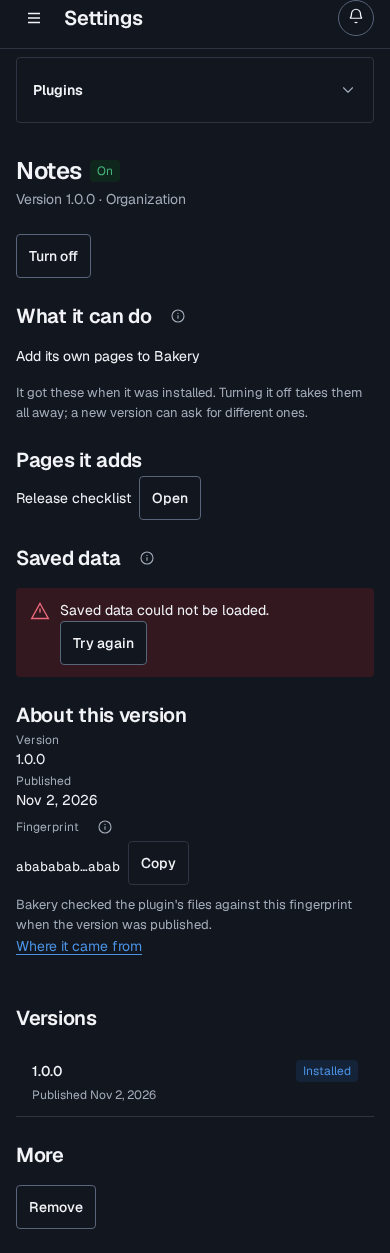 Settings
Plugins
Notes On
Version 1.0.0 · Organization
Turn off
What it can do
Add its own pages to Bakery
It got these when it was installed. Turning it off takes them
all away; a new version can ask for different ones.
Pages it adds
Release checklist Open
Saved data
Saved data could not be loaded.
Try again
About this version
Version
1.0.0
Published
Nov 2, 2026
Fingerprint
abababab…abab Copy
Bakery checked the plugin's files against this fingerprint
when the version was published.
Where it came from
Versions
1.0.0 Installed
Published Nov 2, 2026
More
Remove